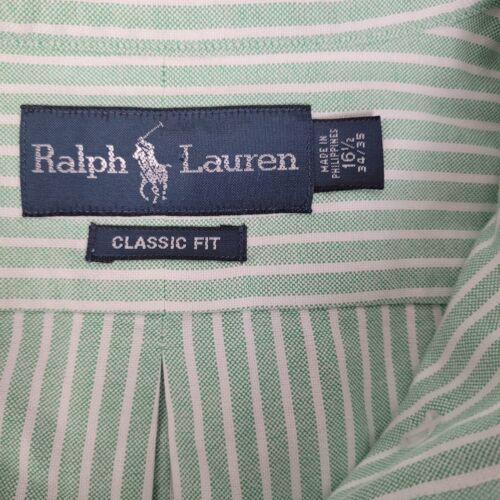 Ralph Lauren
MADE IN
PHILIPPINES
16½
34/35
CLASSIC FIT